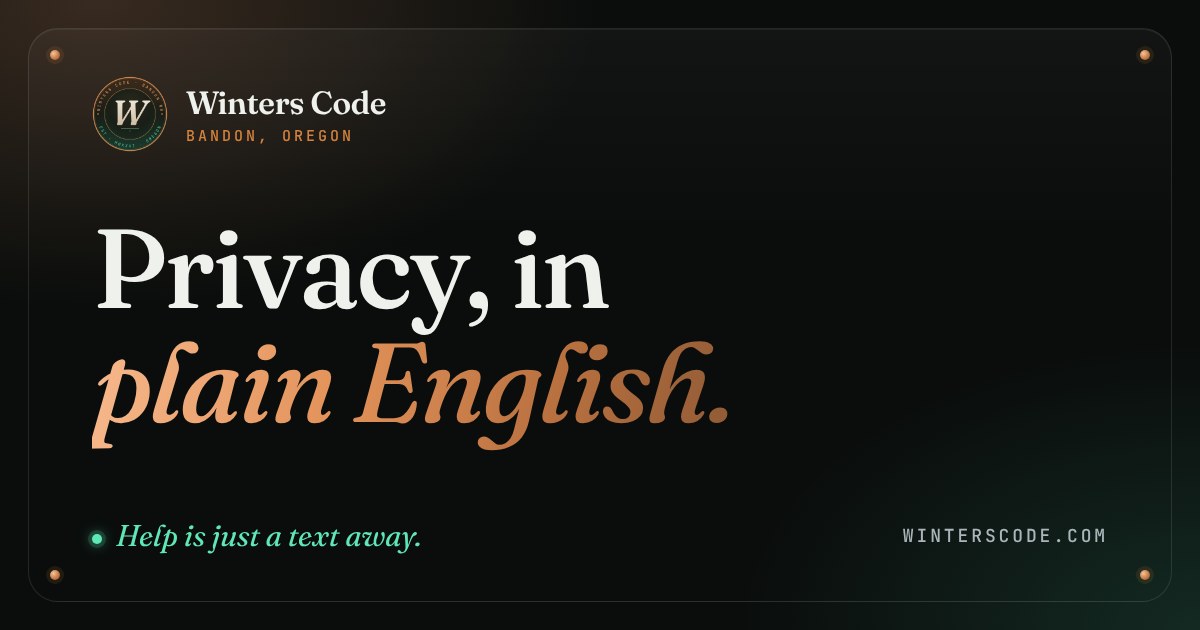 W
Winters Code
BANDON, OREGON
Privacy, in
plain English.
Help is just a text away.
WINTERSCODE.COM